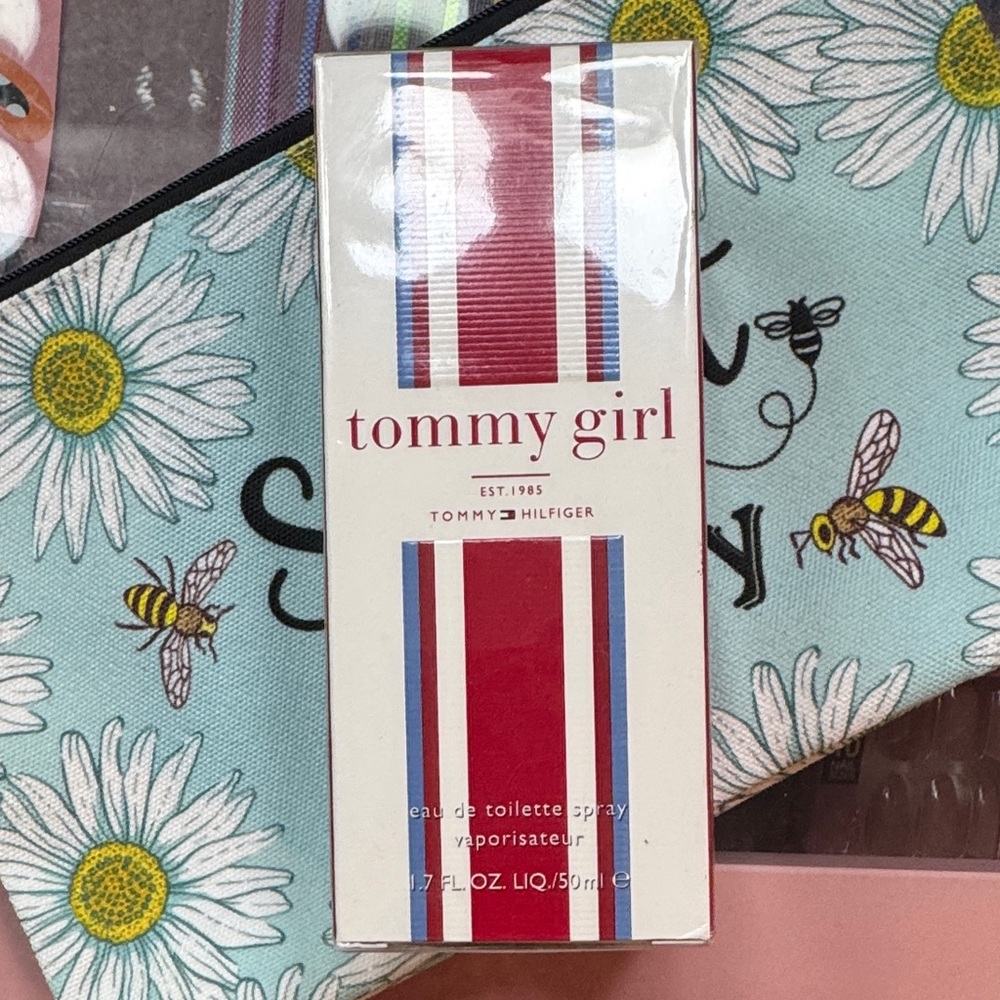 tommy girl
EST. 1985
TOMMY HILFIGER
eau de toilette spray
vaporisateur
1.7 FL. OZ. LIQ./50ml ℮